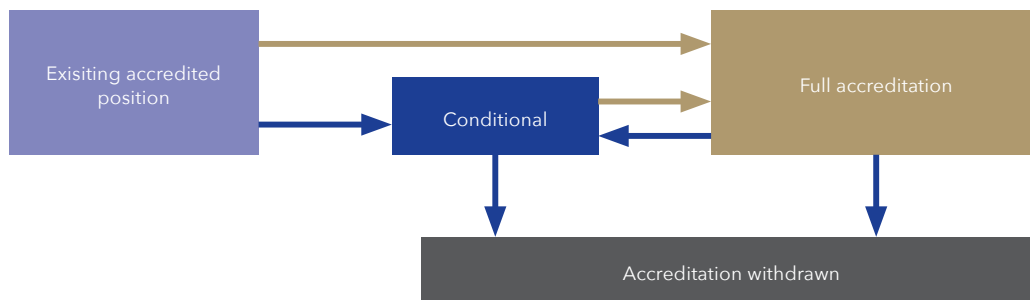 Exisiting accredited
position
Conditional
Full accreditation
Accreditation withdrawn